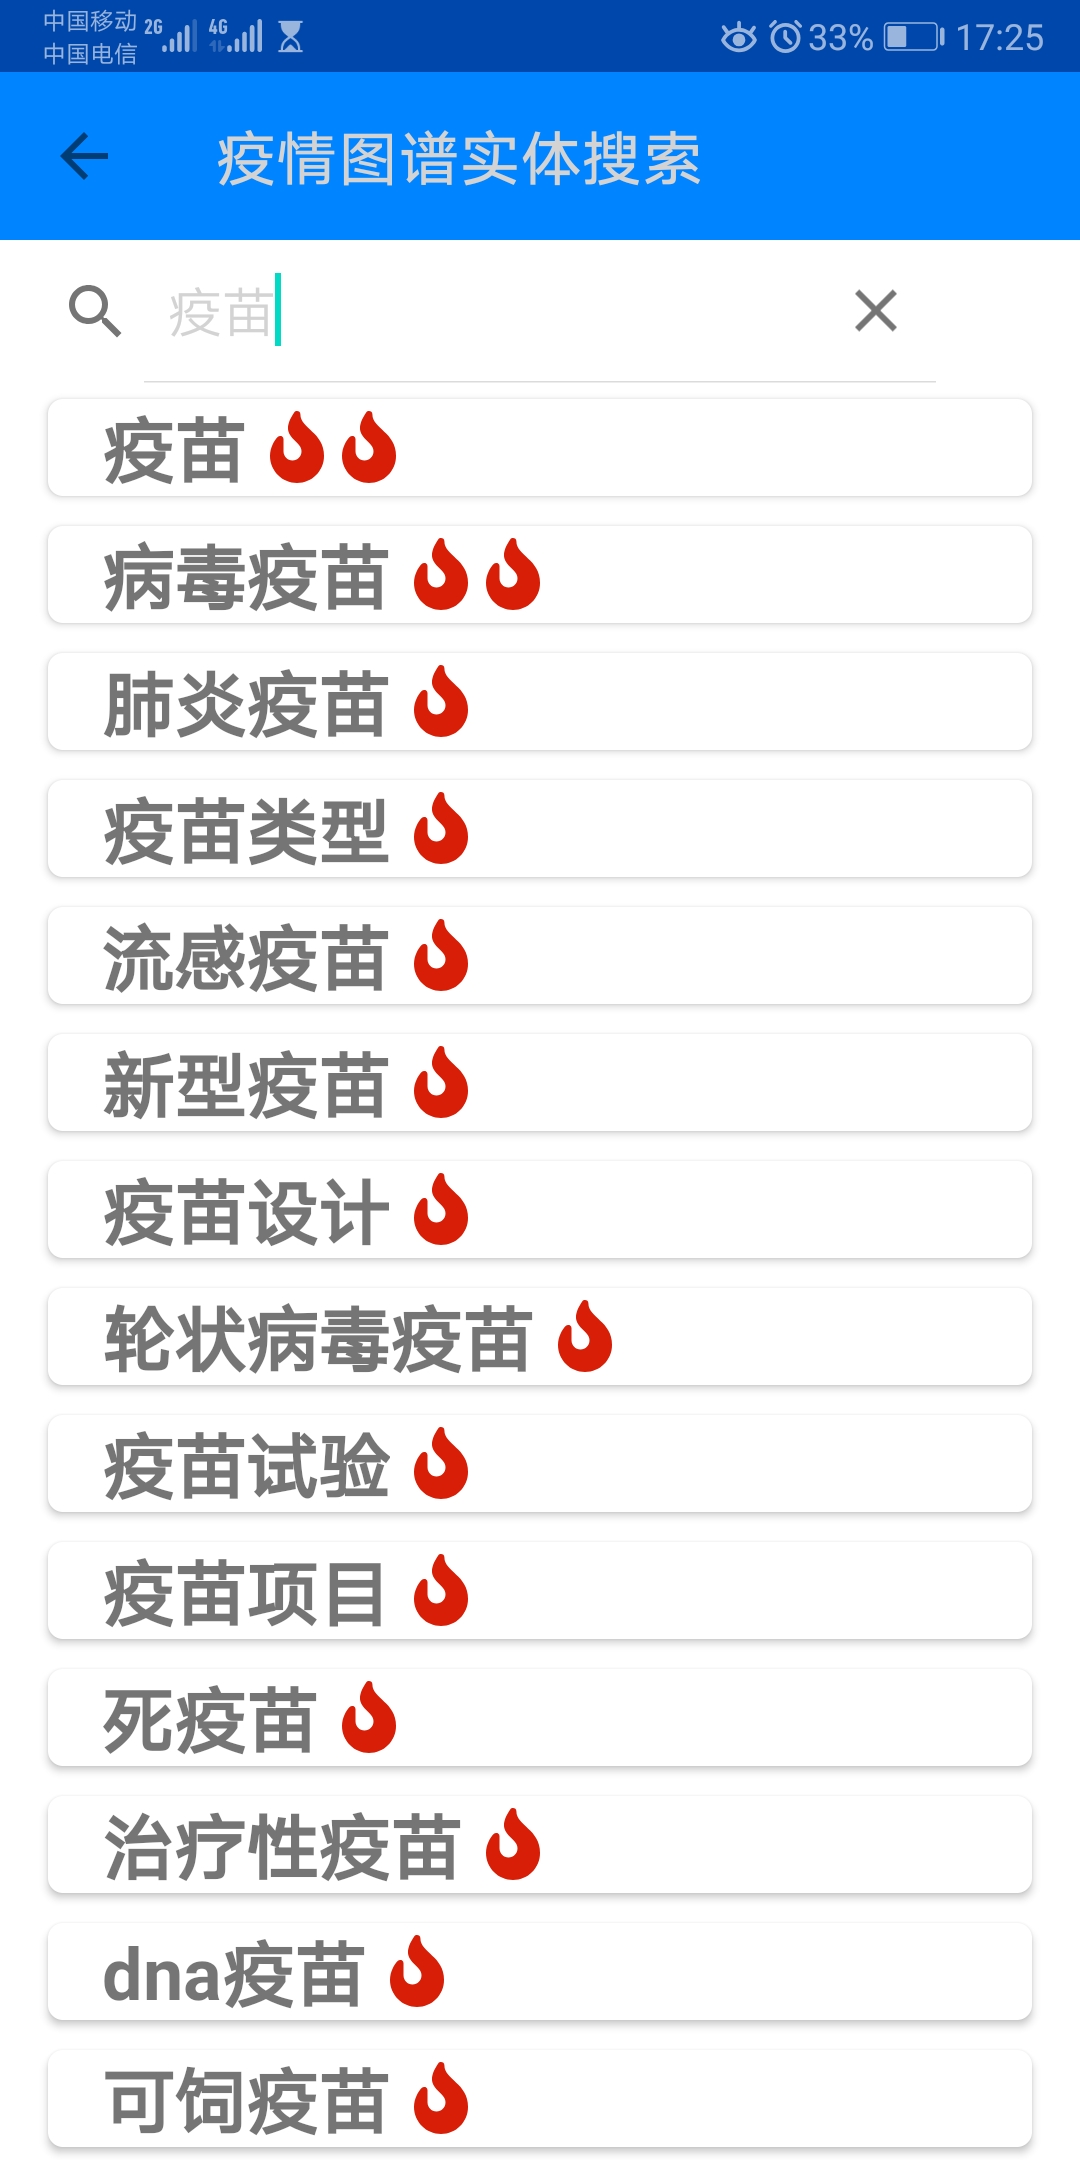 中国移动 2G 4G 33% 17:25
中国电信
疫情图谱实体搜索
疫苗
疫苗
病毒疫苗
肺炎疫苗
疫苗类型
流感疫苗
新型疫苗
疫苗设计
轮状病毒疫苗
疫苗试验
疫苗项目
死疫苗
治疗性疫苗
dna疫苗
可饲疫苗